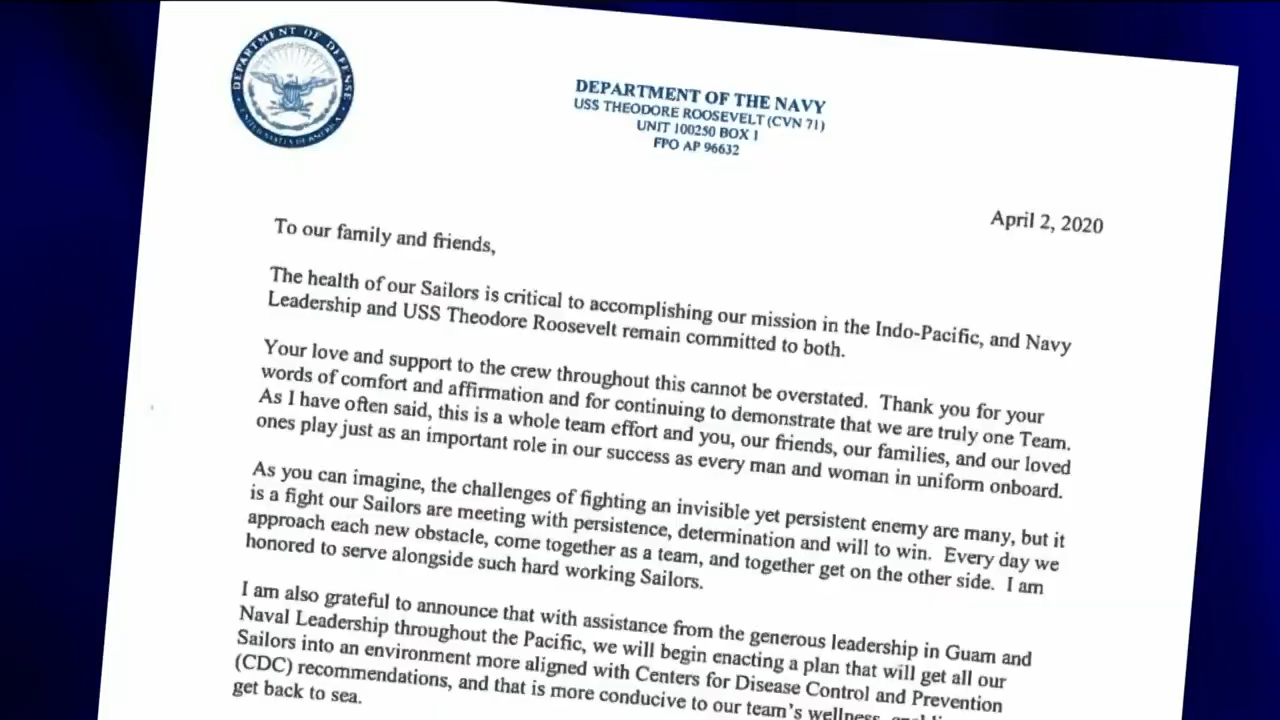 DEPARTMENT OF DEFENSE
UNITED STATES OF AMERICA
DEPARTMENT OF THE NAVY
USS THEODORE ROOSEVELT (CVN 71)
UNIT 100250 BOX 1
FPO AP 96632
April 2, 2020
To our family and friends,
The health of our Sailors is critical to accomplishing our mission in the Indo-Pacific, and Navy
Leadership and USS Theodore Roosevelt remain committed to both.
Your love and support to the crew throughout this cannot be overstated. Thank you for your
words of comfort and affirmation and for continuing to demonstrate that we are truly one Team.
As I have often said, this is a whole team effort and you, our friends, our families, and our loved
ones play just as an important role in our success as every man and woman in uniform onboard.
As you can imagine, the challenges of fighting an invisible yet persistent enemy are many, but it
is a fight our Sailors are meeting with persistence, determination and will to win. Every day we
approach each new obstacle, come together as a team, and together get on the other side. I am
honored to serve alongside such hard working Sailors.
I am also grateful to announce that with assistance from the generous leadership in Guam and
Naval Leadership throughout the Pacific, we will begin enacting a plan that will get all our
Sailors into an environment more aligned with Centers for Disease Control and Prevention
(CDC) recommendations, and that is more conducive to our team's wellness,
get back to sea.